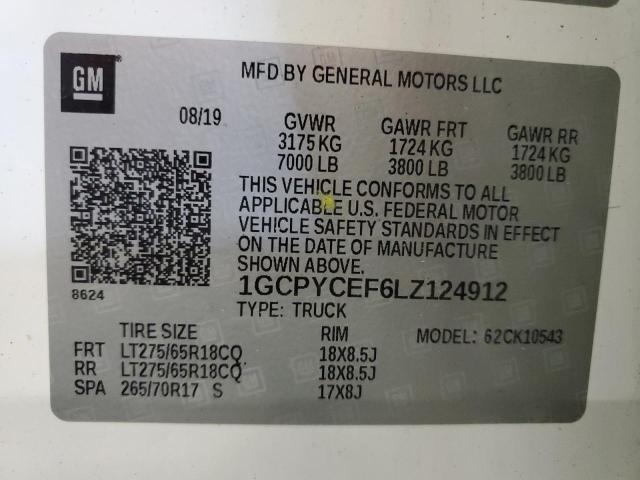 GM
MFD BY GENERAL MOTORS LLC
08/19
GVWR GAWR FRT GAWR RR
3175 KG 1724 KG 1724 KG
7000 LB 3800 LB 3800 LB
THIS VEHICLE CONFORMS TO ALL
APPLICABLE U.S. FEDERAL MOTOR
VEHICLE SAFETY STANDARDS IN EFFECT
ON THE DATE OF MANUFACTURE
SHOWN ABOVE.
8624
1GCPYCEF6LZ124912
TYPE: TRUCK
TIRE SIZE RIM MODEL: 62CK10543
FRT LT275/65R18CQ 18X8.5J
RR LT275/65R18CQ 18X8.5J
SPA 265/70R17 S 17X8J